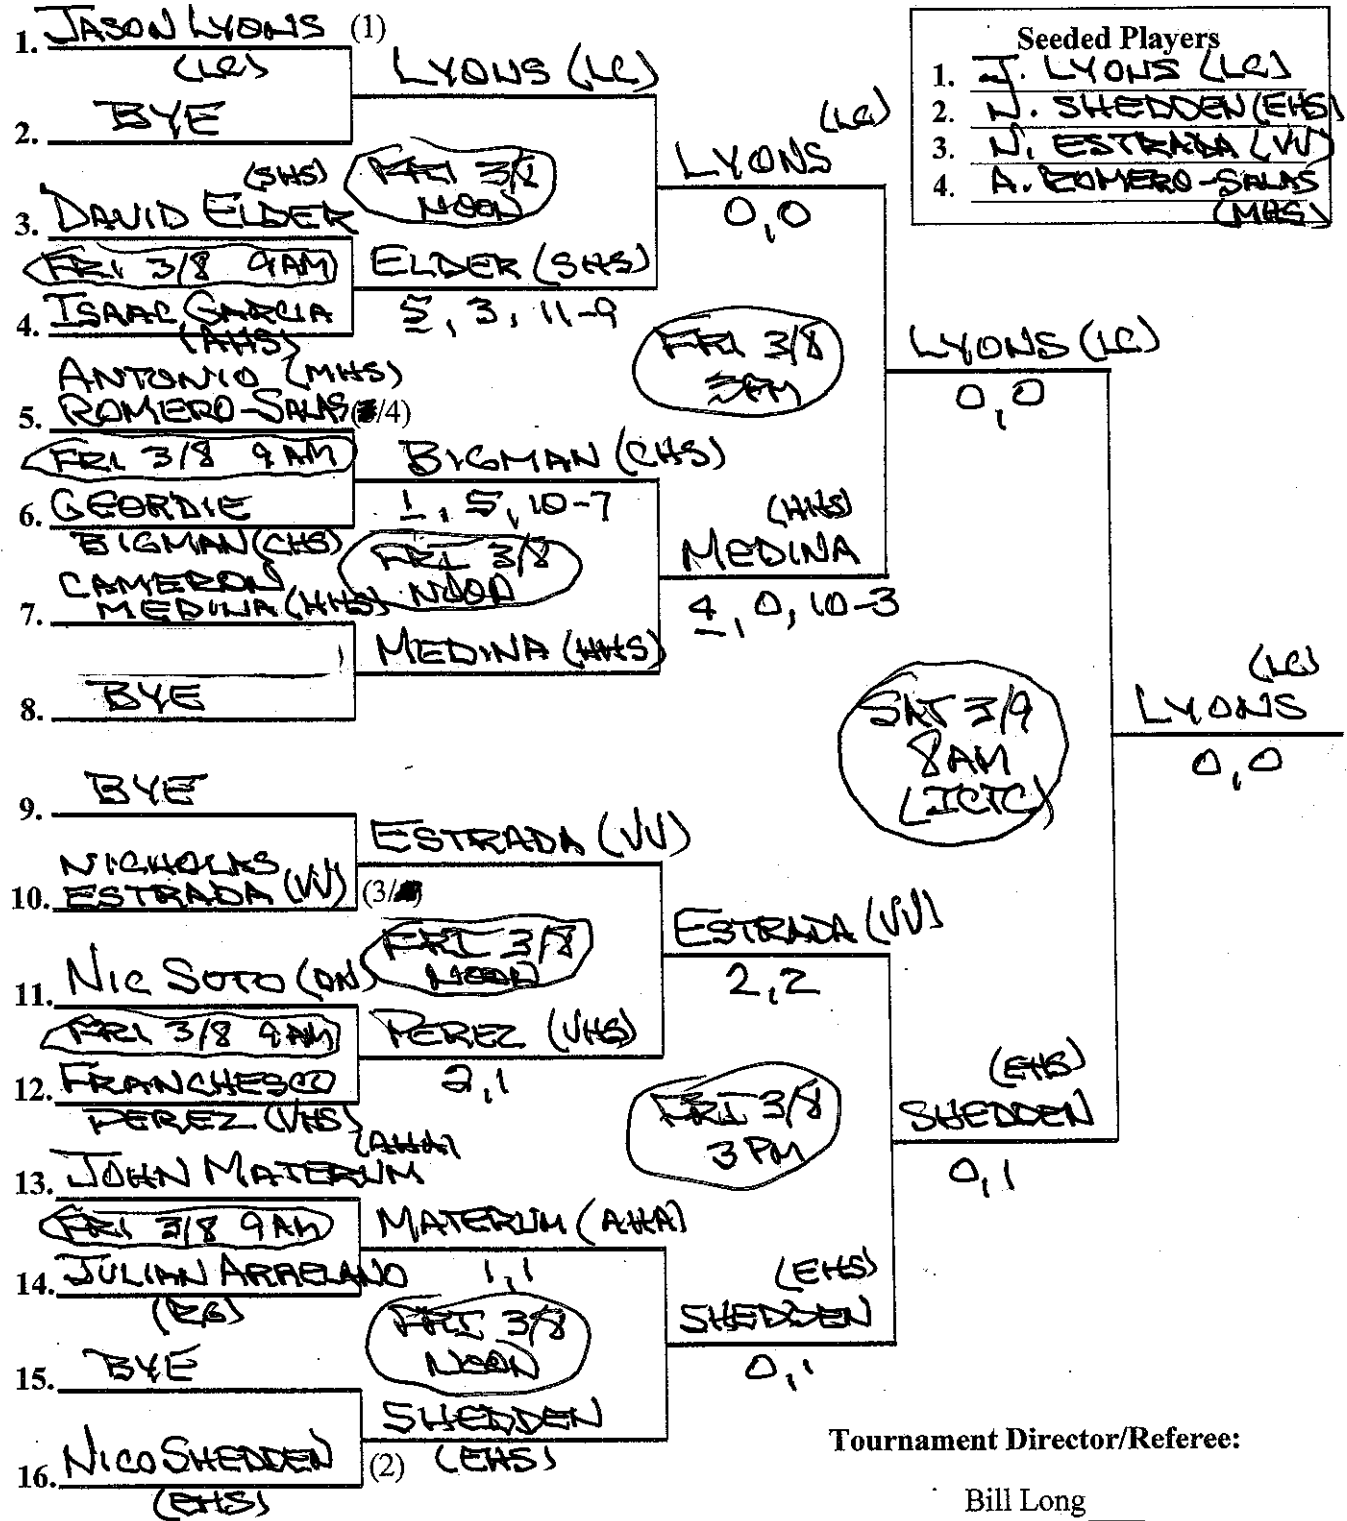 1. JASON LYONS (1)
(LC)
2. BYE
(SHS)
3. DAVID ELDER
FRI 3/8 9AM
4. ISAAC GARCIA
(AHS)
ANTONIO (MHS)
5. ROMERO-SALAS (/4)
FRI 3/8 9AM
6. GEORDIE
BIGMAN (CHS)
CAMERON
7. MEDINA (HHS)
8. BYE
9. BYE
NICHOLAS
10. ESTRADA (VV) (3/)
11. NIC SOTO (DN)
FRI 3/8 9AM
12. FRANCHESCO
PEREZ (VHS)
(AHA)
13. JOHN MATERUM
FRI 3/8 9AM
14. JULIAN ARRELANO
(RG)
15. BYE
16. NICO SHEDDEN (2)
(EHS)
LYONS (LC)
FRI 3/8
NOON
ELDER (SHS)
5, 3, 11-9
BIGMAN (CHS)
1, 5, 10-7
FRI 3/8
NOON
MEDINA (HHS)
ESTRADA (VV)
FRI 3/8
NOON
PEREZ (VHS)
2,1
MATERUM (AHA)
1,1
FRI 3/8
NOON
SHEDDEN
(EHS)
(LC)
LYONS
0,0
FRI 3/8
3PM
(HHS)
MEDINA
4, 0, 10-3
ESTRADA (VV)
2,2
FRI 3/8
3 PM
(EHS)
SHEDDEN
0,1
LYONS (LC)
0,0
SAT 3/9
8AM
(ICTC)
(EHS)
SHEDDEN
0,1
(LC)
LYONS
0,0
Seeded Players
1. J. LYONS (LC)
2. N. SHEDDEN (EHS)
3. N. ESTRADA (VV)
4. A. ROMERO-SALAS
(MHS)
Tournament Director/Referee:
Bill Long